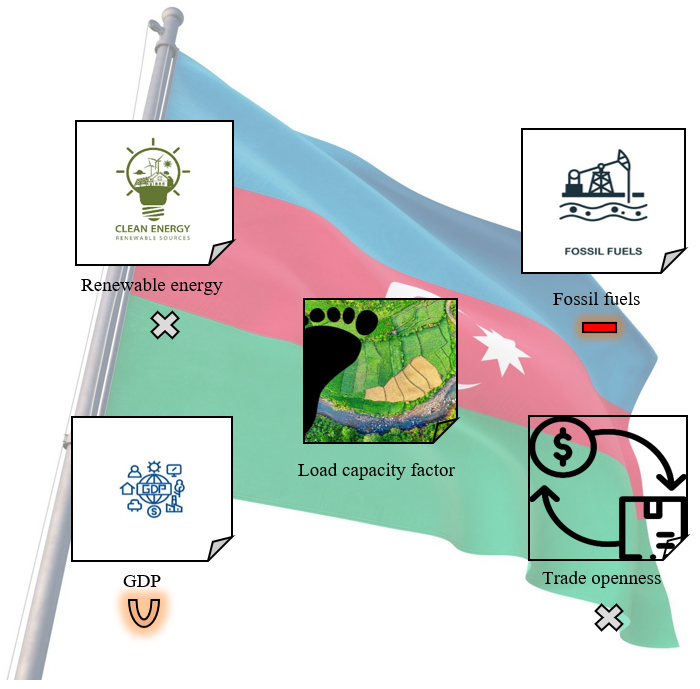 CLEAN ENERGY
RENEWABLE SOURCES
Renewable energy
FOSSIL FUELS
Fossil fuels
Load capacity factor
GDP
GDP
$
Trade openness